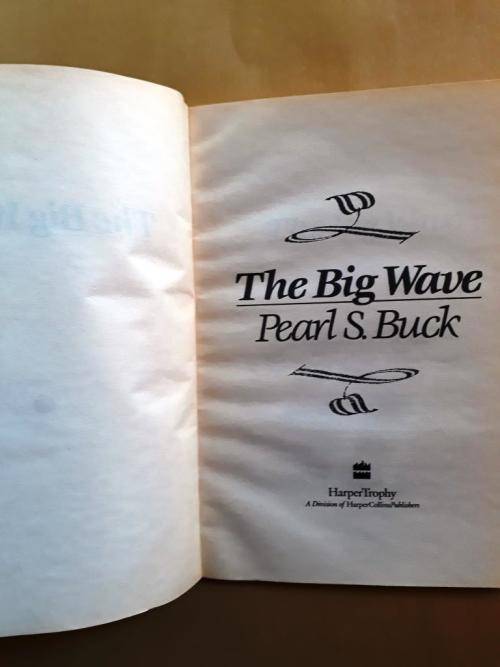 The Big Wave
Pearl S. Buck
HarperTrophy
A Division of HarperCollinsPublishers